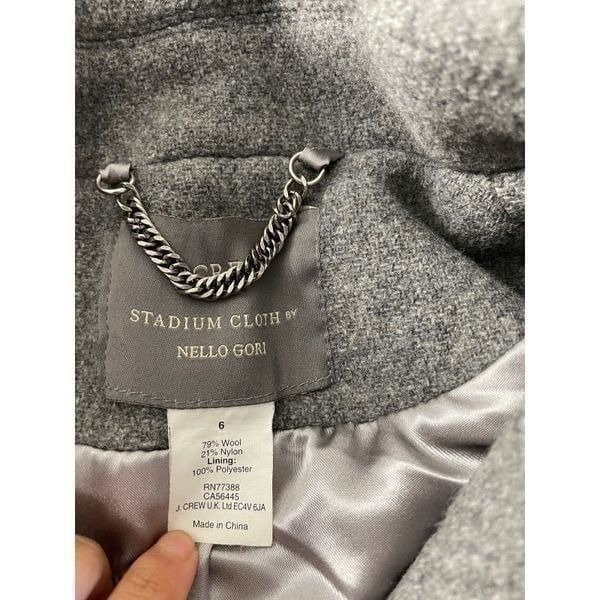 STADIUM CLOTH BY
NELLO GORI
6
79% Wool
21% Nylon
Lining:
100% Polyester
RN77388
CA56445
J. CREW U.K. Ltd EC4V 6JA
Made in China